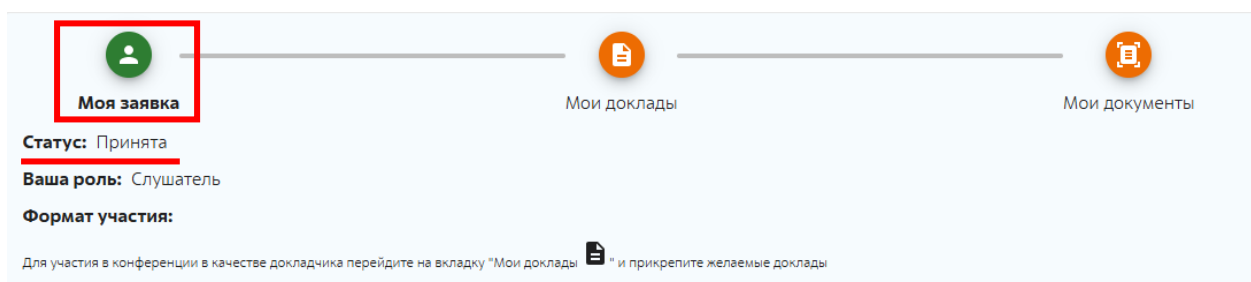 Моя заявка
Мои доклады
Мои документы
Статус: Принята
Ваша роль: Слушатель
Формат участия:
Для участия в конференции в качестве докладчика перейдите на вкладку "Мои доклады " и прикрепите желаемые доклады